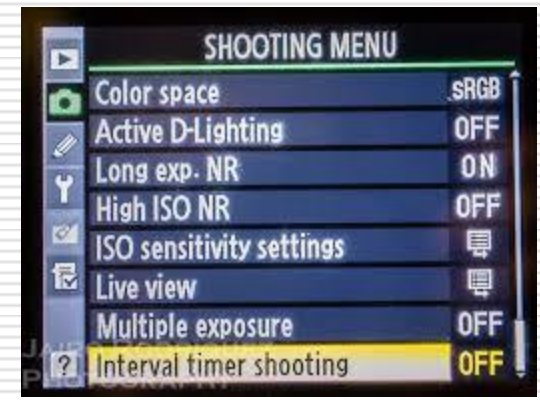 SHOOTING MENU
Color space sRGB
Active D-Lighting OFF
Long exp. NR ON
High ISO NR OFF
ISO sensitivity settings
Live view
Multiple exposure OFF
? Interval timer shooting OFF